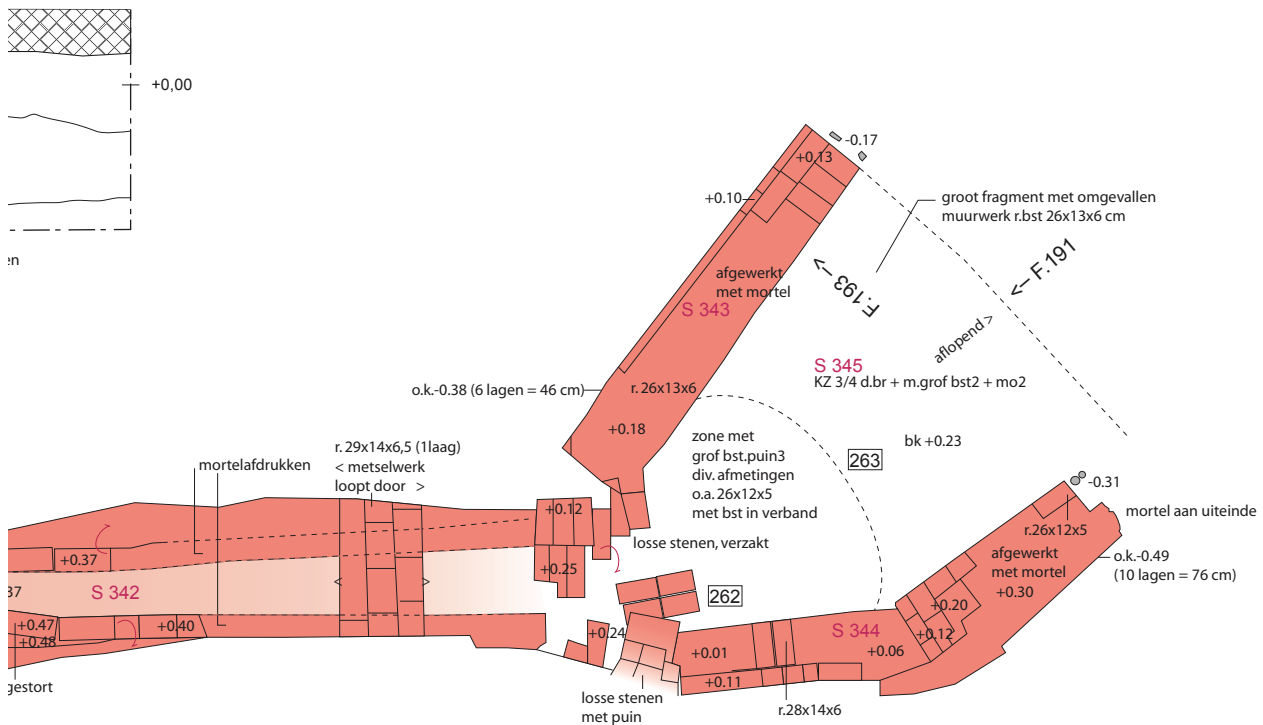 +0,00
en
-0.17
+0.13
+0.10
groot fragment met omgevallen
muurwerk r.bst 26x13x6 cm
<– F.191
F.193 –>
afgewerkt
met mortel
S 343
aflopend >
S 345
KZ 3/4 d.br + m.grof bst2 + mo2
o.k.-0.38 (6 lagen = 46 cm)
r. 26x13x6
+0.18
zone met
grof bst.puin3
div. afmetingen
o.a. 26x12x5
met bst in verband
bk +0.23
263
r. 29x14x6,5 (1laag)
< metselwerk
loopt door >
mortelafdrukken
-0.31
mortel aan uiteinde
r.26x12x5
o.k.-0.49
(10 lagen = 76 cm)
afgewerkt
met mortel
+0.30
+0.12
losse stenen, verzakt
+0.37
+0.25
37
S 342
<
>
262
+0.20
+0.12
+0.47
+0.48
+0.40
+0.24
+0.01
S 344
+0.06
+0.11
gestort
losse stenen
met puin
r.28x14x6